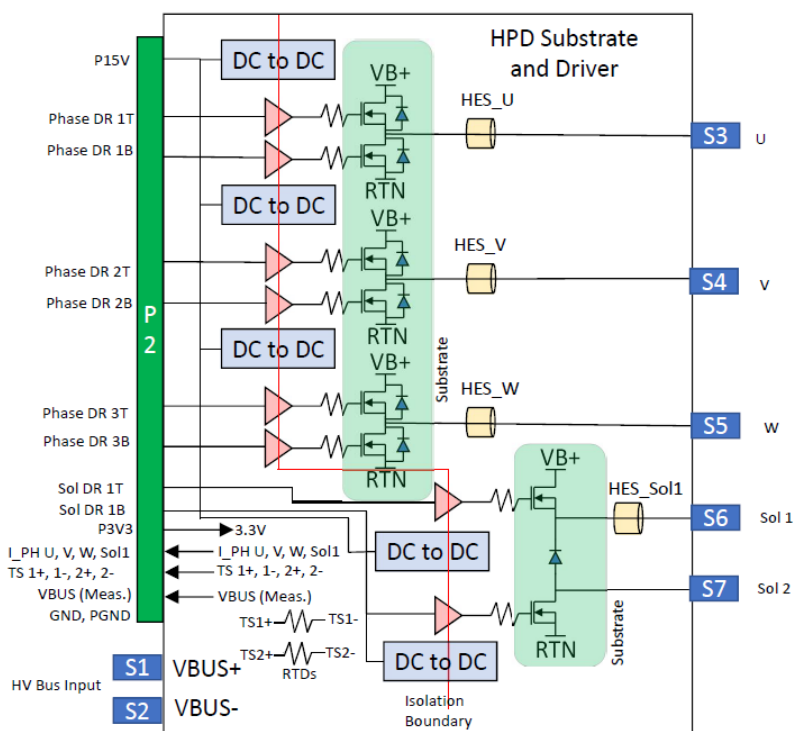 HPD Substrate
and Driver
P15V
DC to DC
VB+
HES_U
Phase DR 1T
S3
U
Phase DR 1B
RTN
DC to DC
VB+
HES_V
Phase DR 2T
S4
V
Phase DR 2B
P
2
RTN
DC to DC
VB+
Substrate
HES_W
Phase DR 3T
S5
W
Phase DR 3B
RTN
VB+
Sol DR 1T
HES_Sol1
Sol DR 1B
S6
Sol 1
P3V3
3.3V
I_PH U, V, W, Sol1
I_PH U, V, W, Sol1
DC to DC
TS 1+, 1-, 2+, 2-
TS 1+, 1-, 2+, 2-
S7
Sol 2
VBUS (Meas.)
VBUS (Meas.)
GND, PGND
TS1+
TS1-
RTN
Substrate
TS2+
TS2-
RTDs
DC to DC
S1
VBUS+
HV Bus Input
S2
VBUS-
Isolation
Boundary